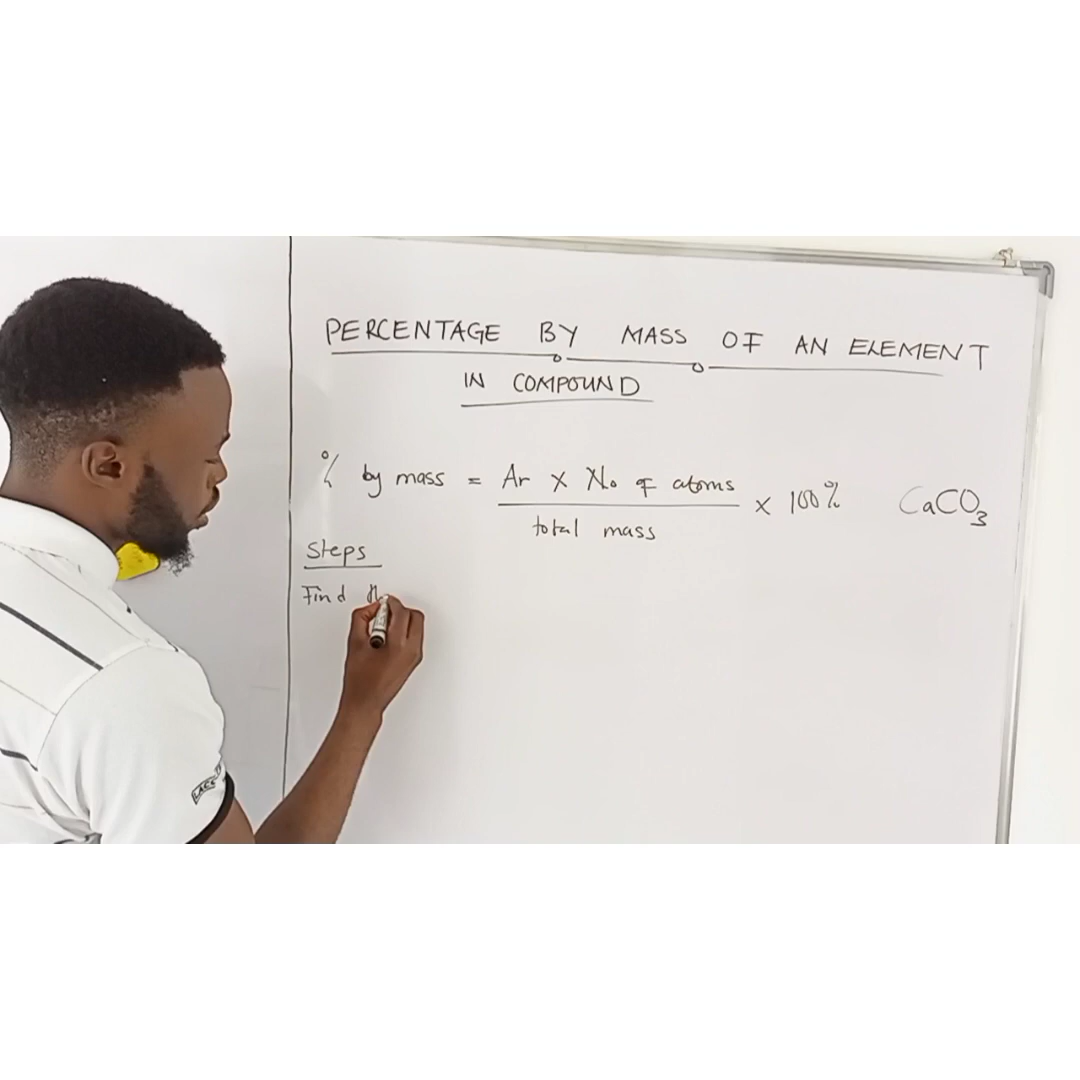 PERCENTAGE BY MASS OF AN ELEMENT
IN COMPOUND
% by mass = Ar × No of atoms × 100% CaCO3
total mass
Steps
Find